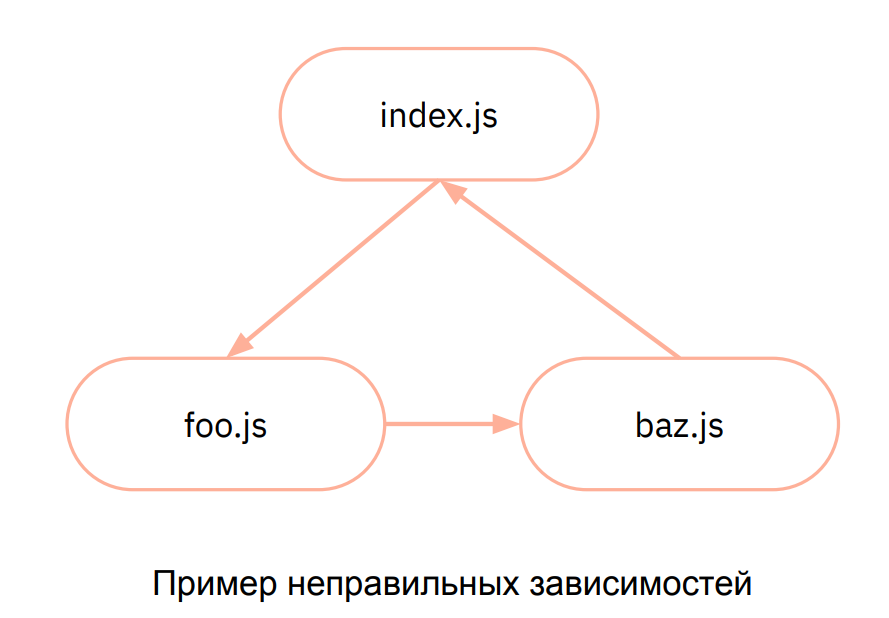 index.js
foo.js
baz.js
Пример неправильных зависимостей